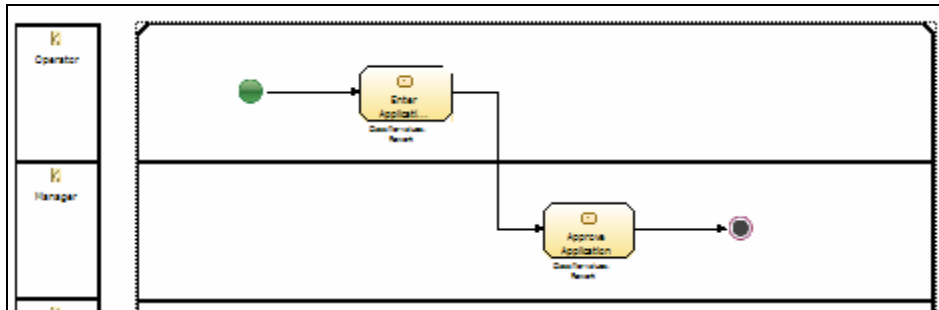 Operator
Enter
Applicati...
Manager
Approve
Application